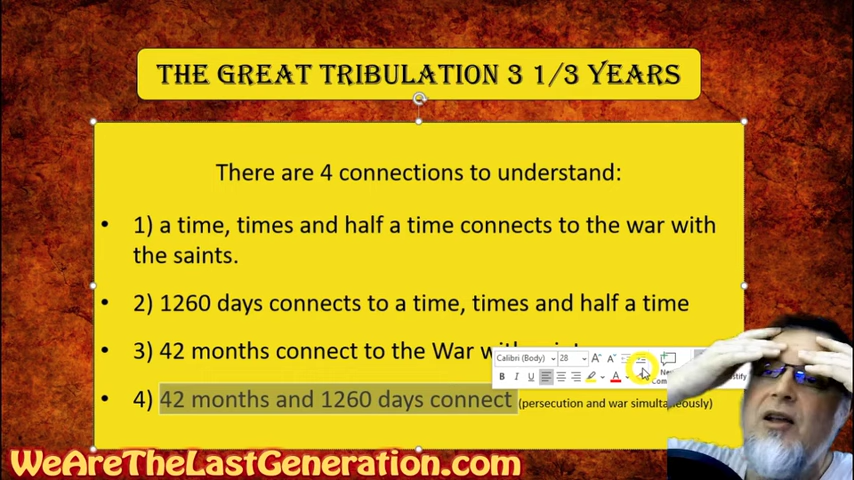 THE GREAT TRIBULATION 3 1/3 YEARS
There are 4 connections to understand:
• 1) a time, times and half a time connects to the war with
the saints.
• 2) 1260 days connects to a time, times and half a time
• 3) 42 months connect to the War
Calibri (Body) 28 A A
B I U A
• 4) 42 months and 1260 days connect (persecution and war simultaneously)
WeAreTheLastGeneration.com